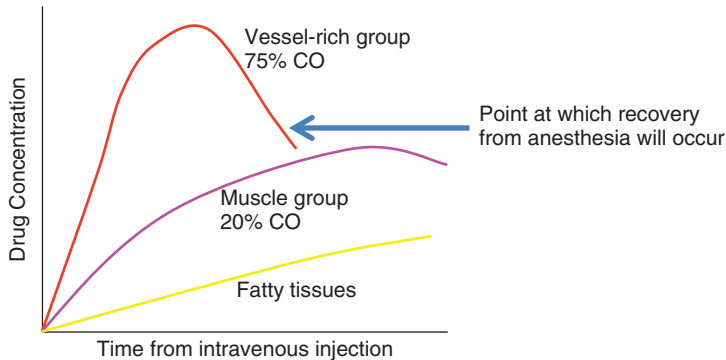 Vessel-rich group
75% CO
Point at which recovery
from anesthesia will occur
Drug Concentration
Muscle group
20% CO
Fatty tissues
Time from intravenous injection